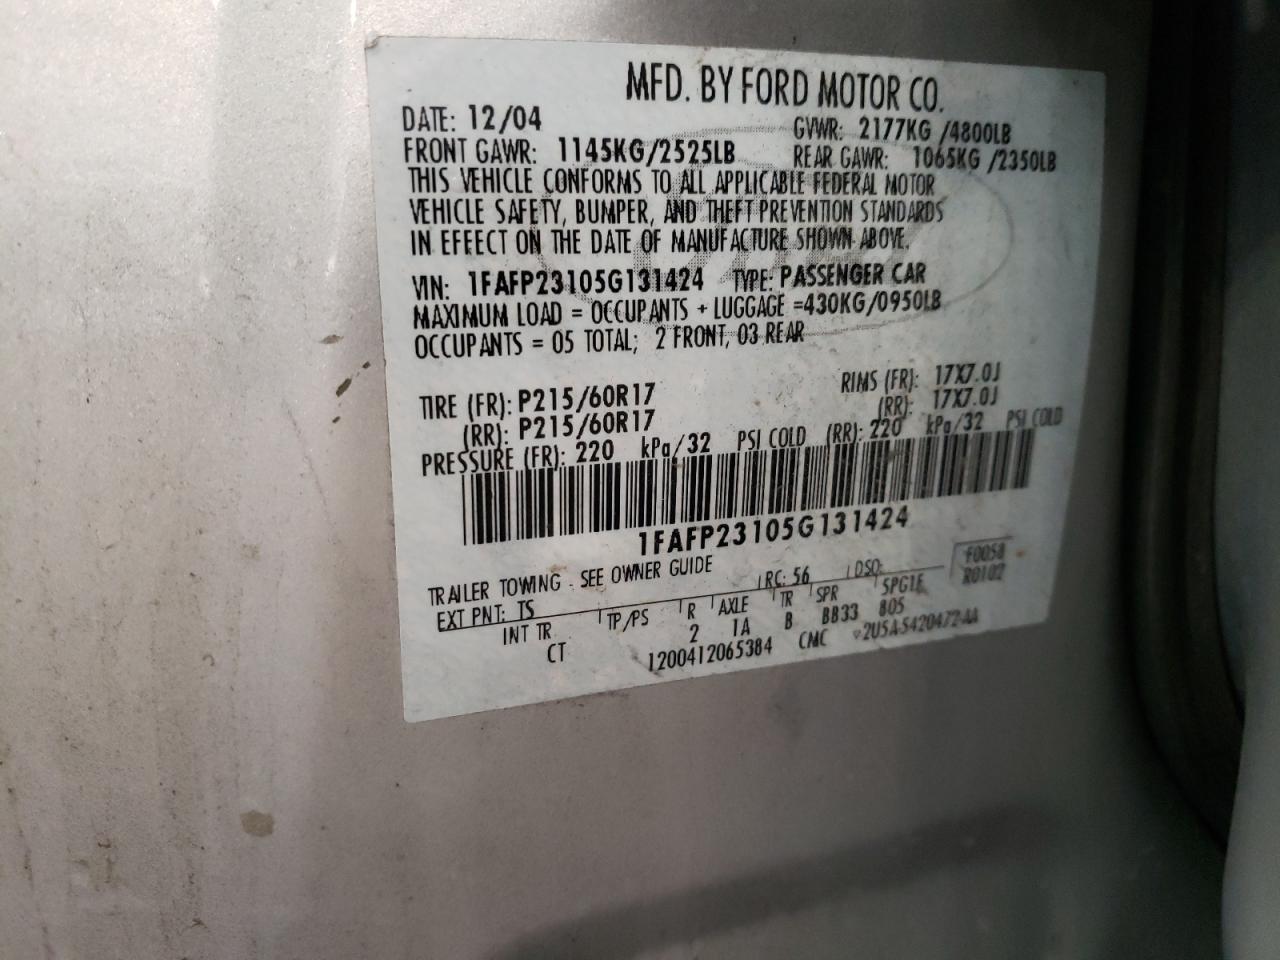 MFD. BY FORD MOTOR CO.
DATE: 12/04 GVWR: 2177KG /4800LB
FRONT GAWR: 1145KG/2525LB REAR GAWR: 1065KG /2350LB
THIS VEHICLE CONFORMS TO ALL APPLICABLE FEDERAL MOTOR
VEHICLE SAFETY, BUMPER, AND THEFT PREVENTION STANDARDS
IN EFFECT ON THE DATE OF MANUFACTURE SHOWN ABOVE.
VIN: 1FAFP23105G131424 TYPE: PASSENGER CAR
MAXIMUM LOAD = OCCUPANTS + LUGGAGE =430KG/0950LB
OCCUPANTS = 05 TOTAL; 2 FRONT, 03 REAR
TIRE (FR): P215/60R17 RIMS (FR): 17X7.0J
(RR): P215/60R17 (RR): 17X7.0J
PRESSURE (FR): 220 kPa/32 PSI COLD (RR): 220 kPa/32 PSI COLD
1FAFP23105G131424
TRAILER TOWING - SEE OWNER GUIDE
EXT PNT: TS RC: 56 DSO: F0058
R0102
INT TR TP/PS R AXLE TR SPR SPG1E
CT 2 1A B BB33 805
1200412065384 CMC 2U5A-5420472-AA